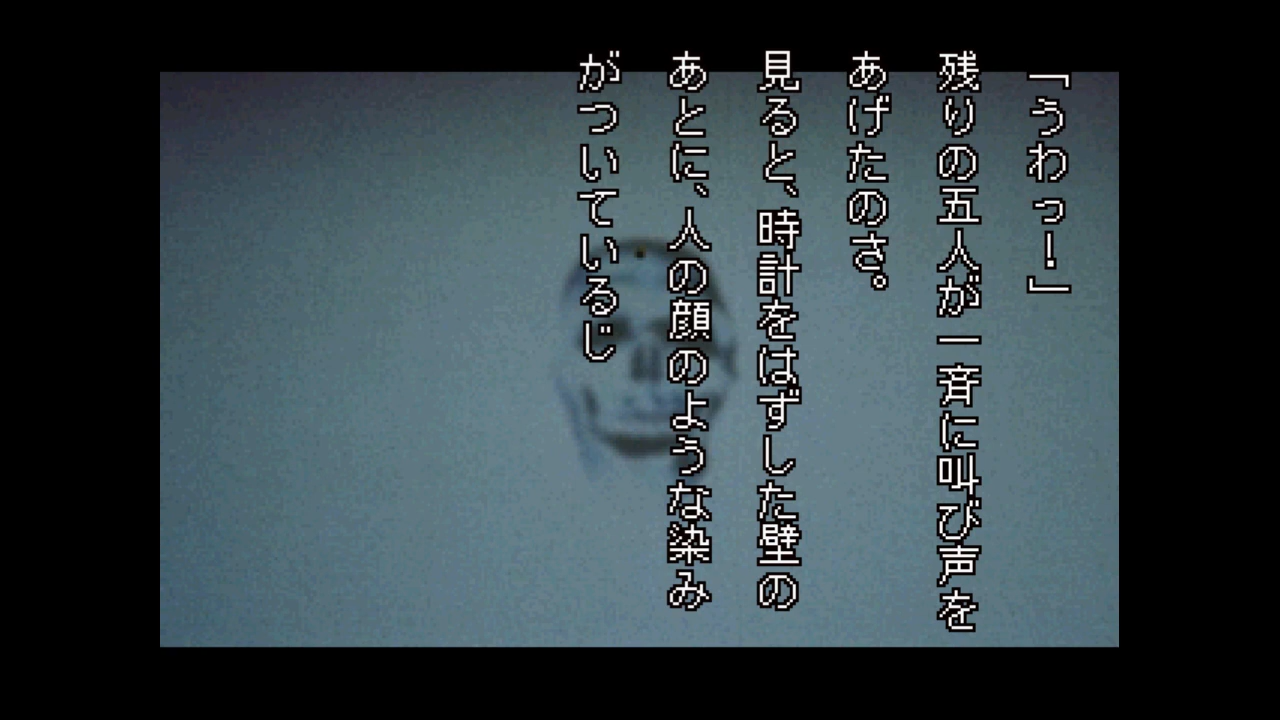 「うわっ！」
残りの五人が一斉に叫び声を
あげたのさ。
見ると、時計をはずした壁の
あとに、人の顔のような染み
がついているじ